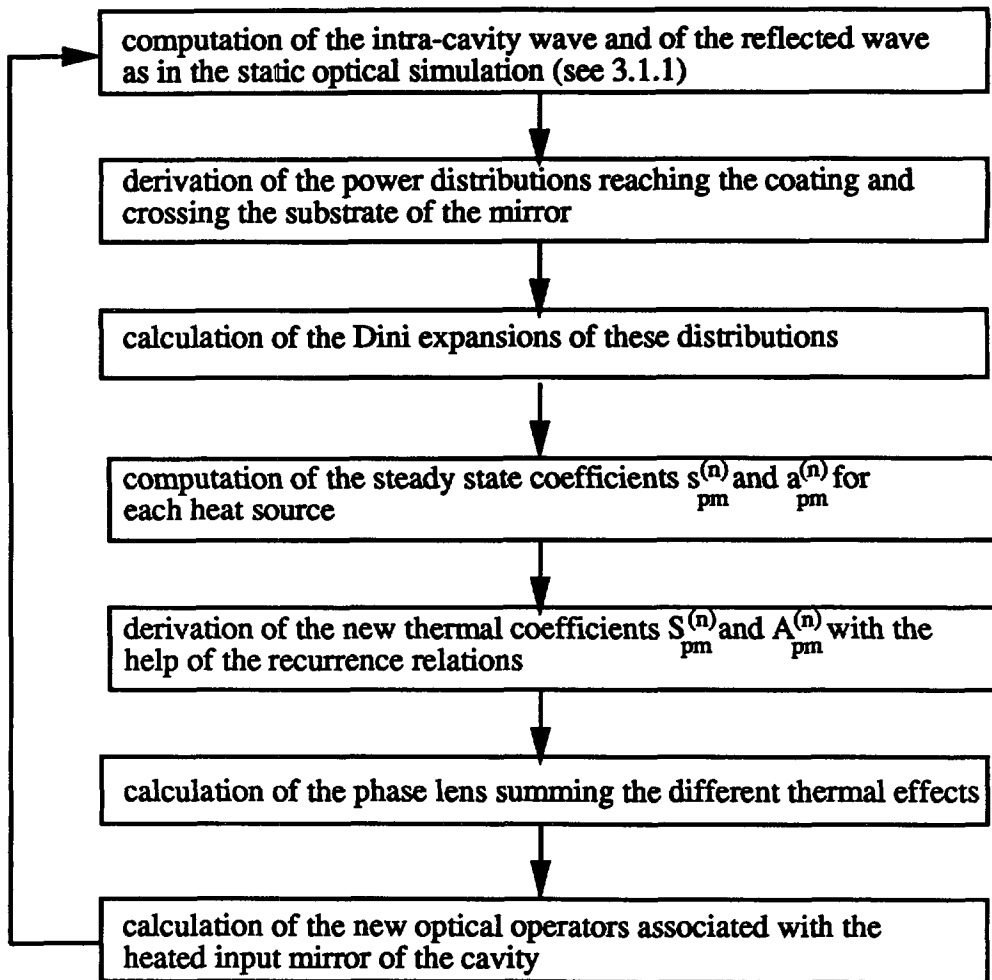 computation of the intra-cavity wave and of the reflected wave
as in the static optical simulation (see 3.1.1)
derivation of the power distributions reaching the coating and
crossing the substrate of the mirror
calculation of the Dini expansions of these distributions
computation of the steady state coefficients s_pm^(n) and a_pm^(n) for
each heat source
derivation of the new thermal coefficients S_pm^(n) and A_pm^(n) with the
help of the recurrence relations
calculation of the phase lens summing the different thermal effects
calculation of the new optical operators associated with the
heated input mirror of the cavity